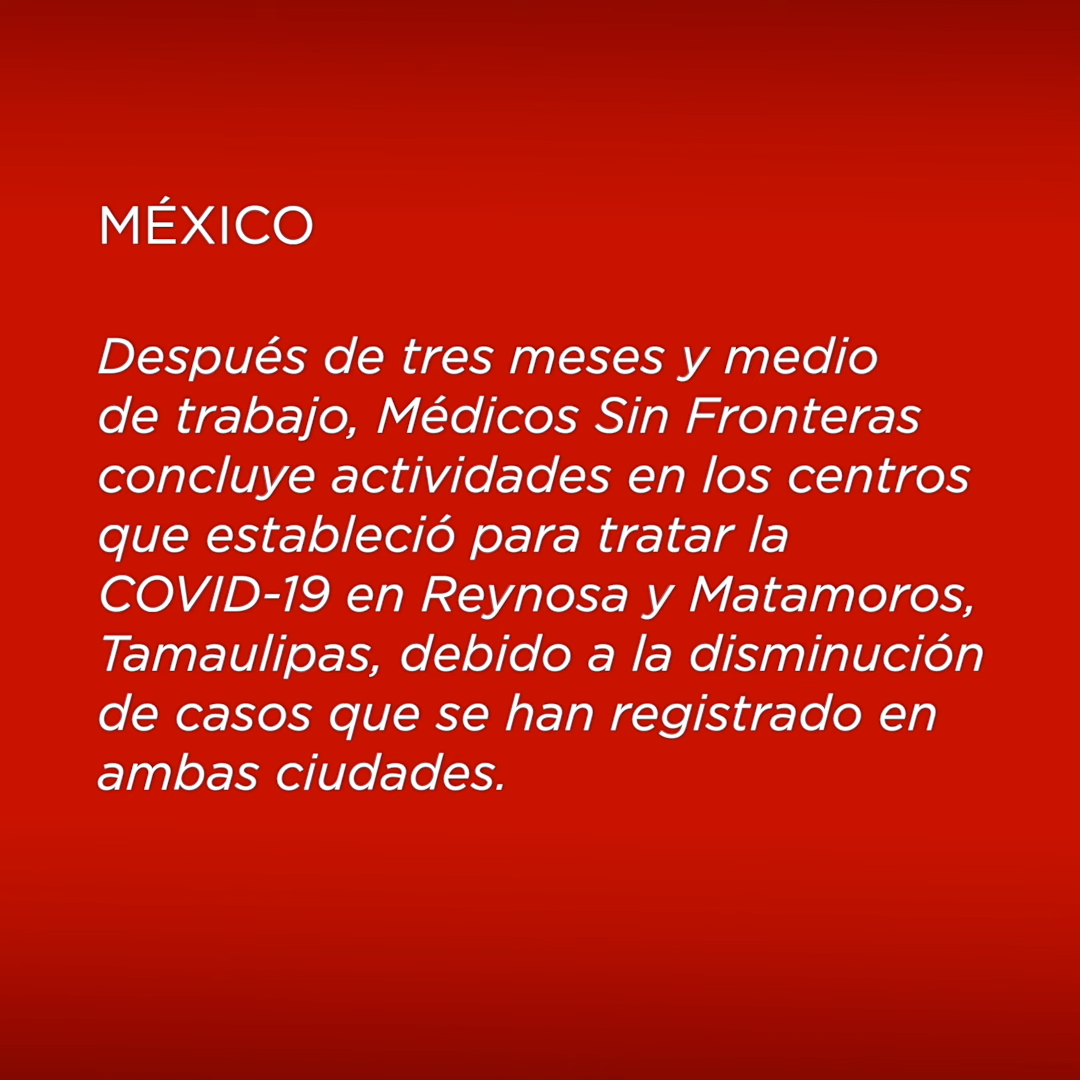 MÉXICO
Después de tres meses y medio
de trabajo, Médicos Sin Fronteras
concluye actividades en los centros
que estableció para tratar la
COVID-19 en Reynosa y Matamoros,
Tamaulipas, debido a la disminución
de casos que se han registrado en
ambas ciudades.